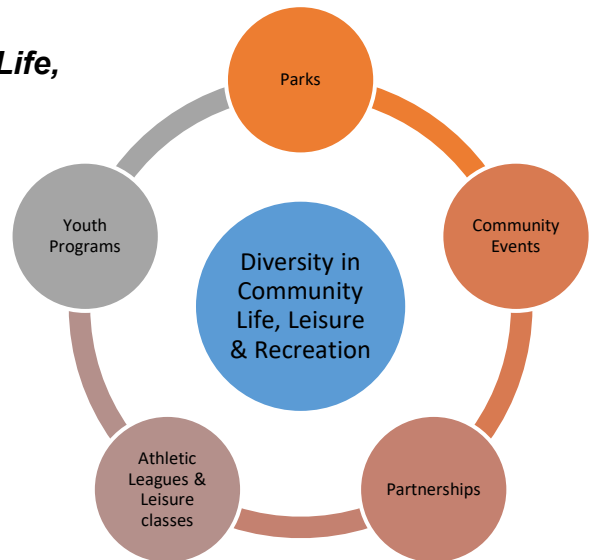 Life,
Parks
Community
Events
Partnerships
Athletic
Leagues &
Leisure
classes
Youth
Programs
Diversity in
Community
Life, Leisure
& Recreation